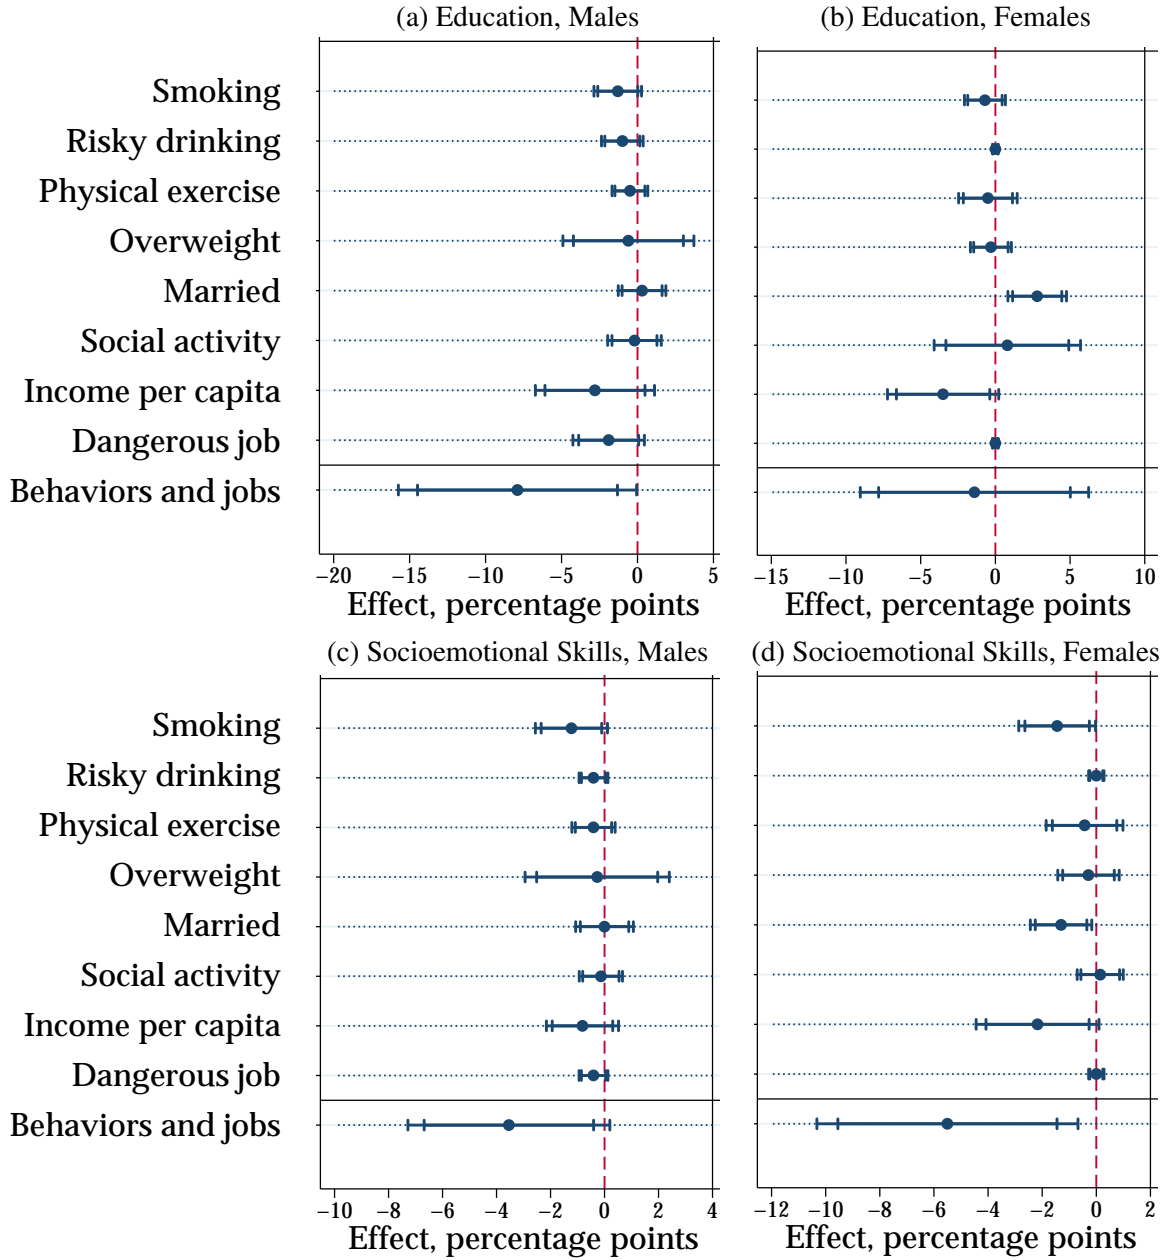 (a) Education, Males
(b) Education, Females
Smoking
Risky drinking
Physical exercise
Overweight
Married
Social activity
Income per capita
Dangerous job
Behaviors and jobs
−20 −15 −10 −5 0 5
Effect, percentage points
−15 −10 −5 0 5 10
Effect, percentage points
(c) Socioemotional Skills, Males
(d) Socioemotional Skills, Females
Smoking
Risky drinking
Physical exercise
Overweight
Married
Social activity
Income per capita
Dangerous job
Behaviors and jobs
−10 −8 −6 −4 −2 0 2 4
Effect, percentage points
−12 −10 −8 −6 −4 −2 0 2
Effect, percentage points